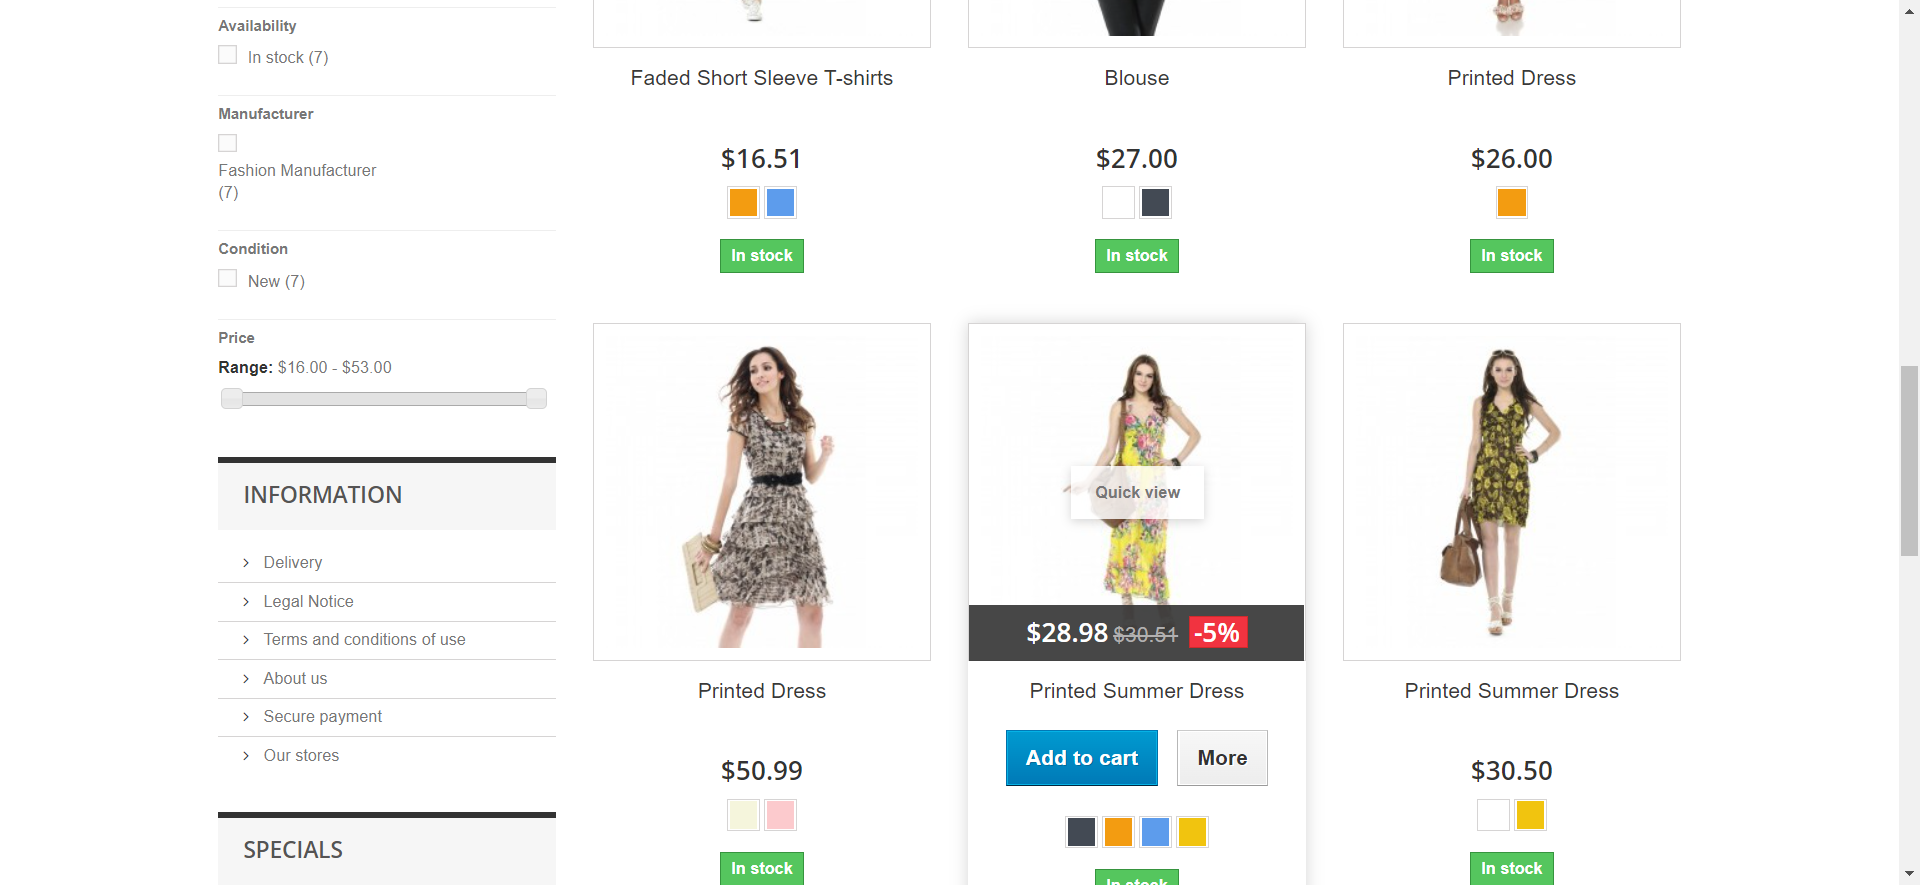 Availability
In stock (7)
Manufacturer
Fashion Manufacturer
(7)
Condition
New (7)
Price
Range: $16.00 - $53.00
INFORMATION
Delivery
Legal Notice
Terms and conditions of use
About us
Secure payment
Our stores
SPECIALS
Faded Short Sleeve T-shirts
$16.51
In stock
Blouse
$27.00
In stock
Printed Dress
$26.00
In stock
Printed Dress
$50.99
In stock
Quick view
$28.98 $30.51 -5%
Printed Summer Dress
Add to cart
More
In stock
Printed Summer Dress
$30.50
In stock